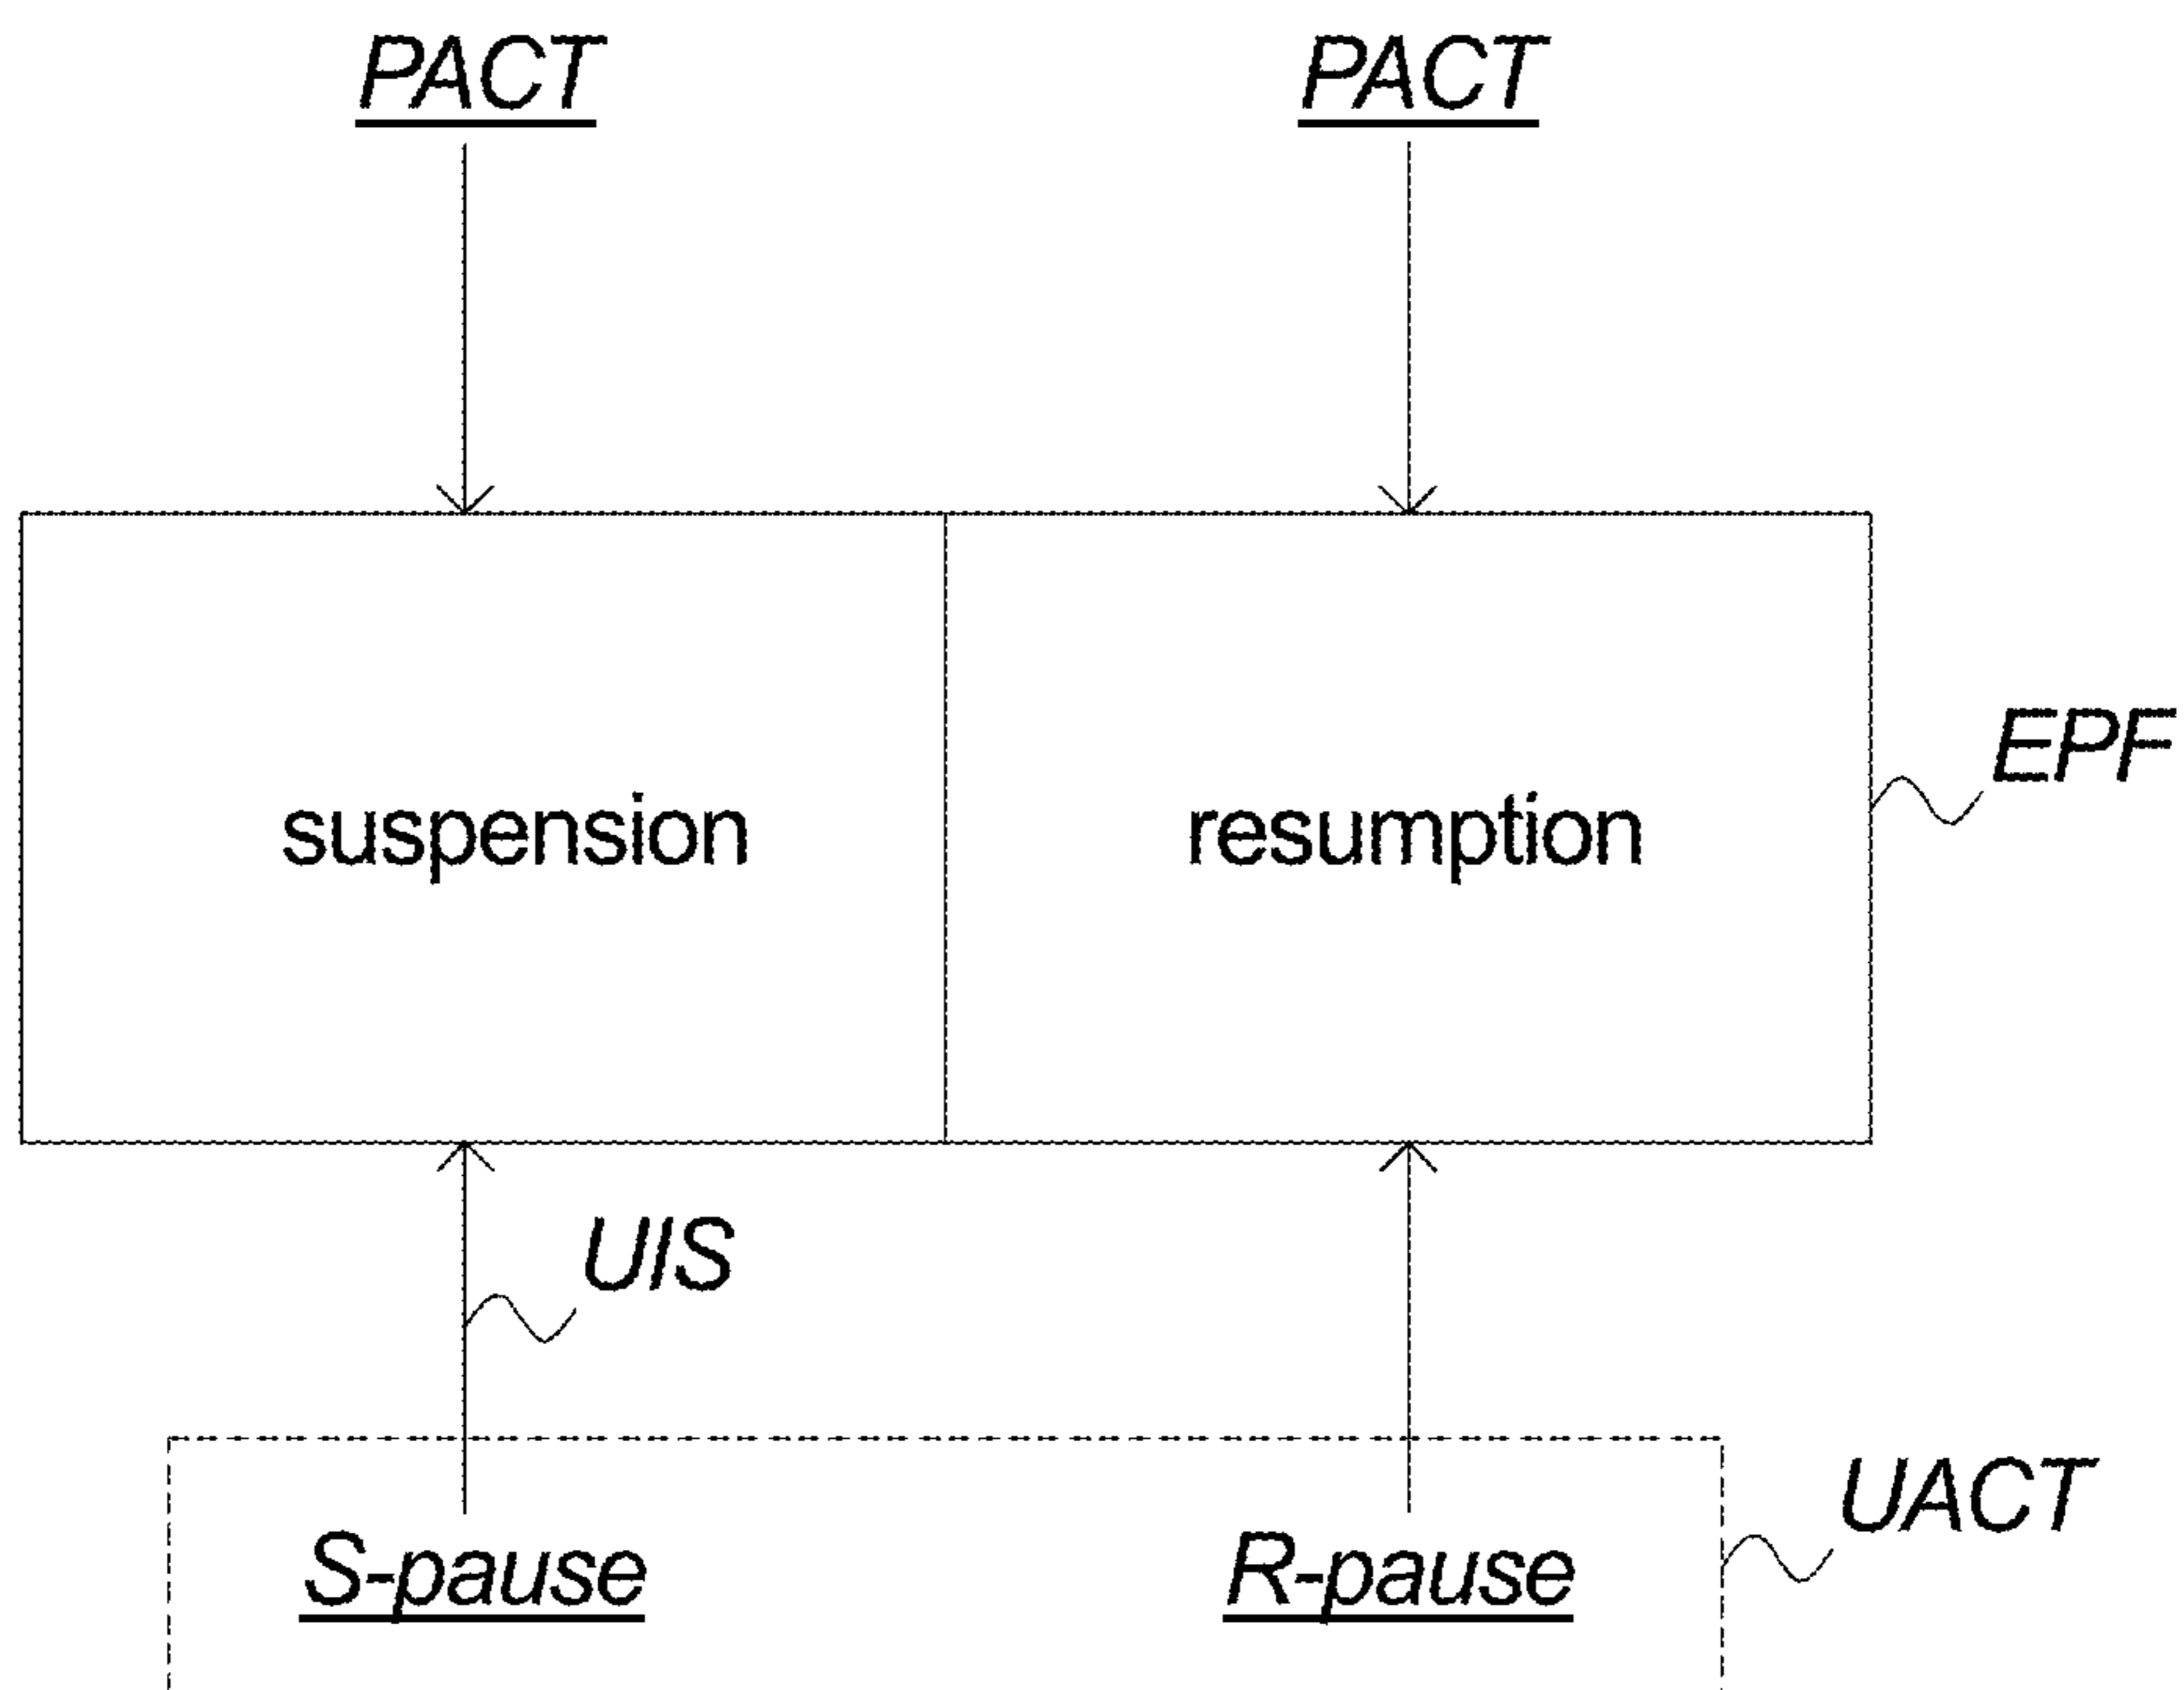 PACT PACT
EPF
suspension resumption
UIS
UACT
S-pause R-pause